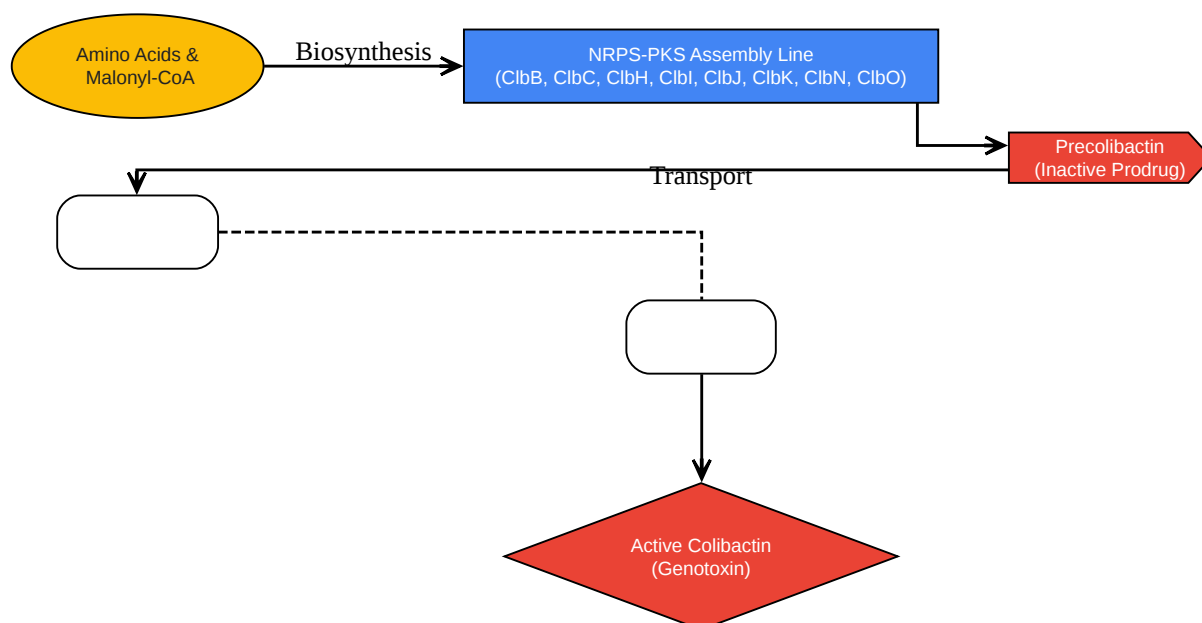 Amino Acids &
Malonyl-CoA
Biosynthesis
NRPS-PKS Assembly Line
(ClbB, ClbC, ClbH, ClbI, ClbJ, ClbK, ClbN, ClbO)
Precolibactin
(Inactive Prodrug)
Transport
Active Colibactin
(Genotoxin)